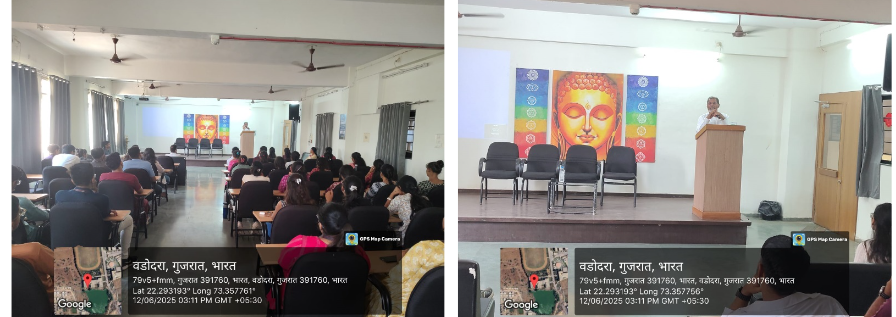 GPS Map Camera
वडोदरा, गुजरात, भारत
79v5+fmm, गुजरात 391760, भारत, वडोदरा, गुजरात 391760, भारत
Lat 22.293193° Long 73.357761°
12/06/2025 03:11 PM GMT +05:30
Google
GPS Map Camera
वडोदरा, गुजरात, भारत
79v5+fmm, गुजरात 391760, भारत, वडोदरा, गुजरात 391760, भारत
Lat 22.293193° Long 73.357756°
12/06/2025 03:11 PM GMT +05:30
Google